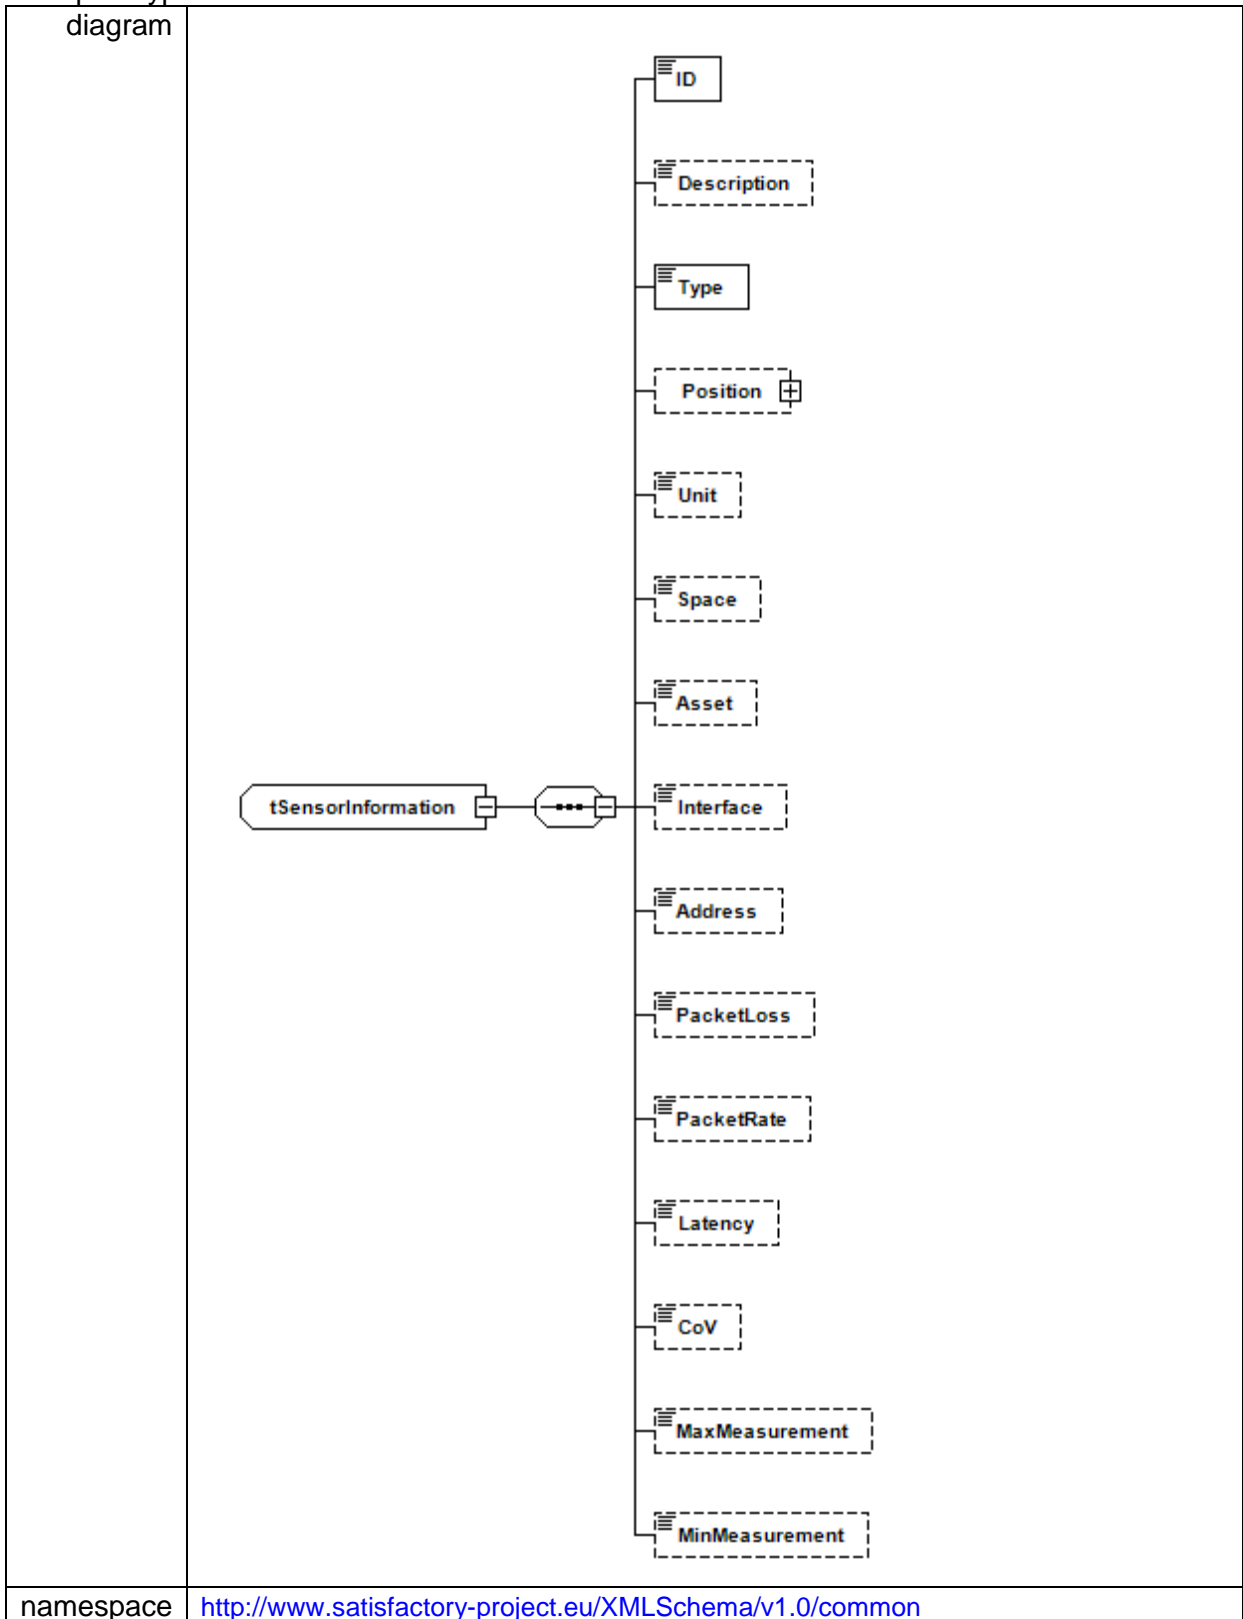 diagram
ID
Description
Type
Position
Unit
Space
Asset
tSensorInformation
Interface
Address
PacketLoss
PacketRate
Latency
CoV
MaxMeasurement
MinMeasurement
namespace http://www.satisfactory-project.eu/XMLSchema/v1.0/common